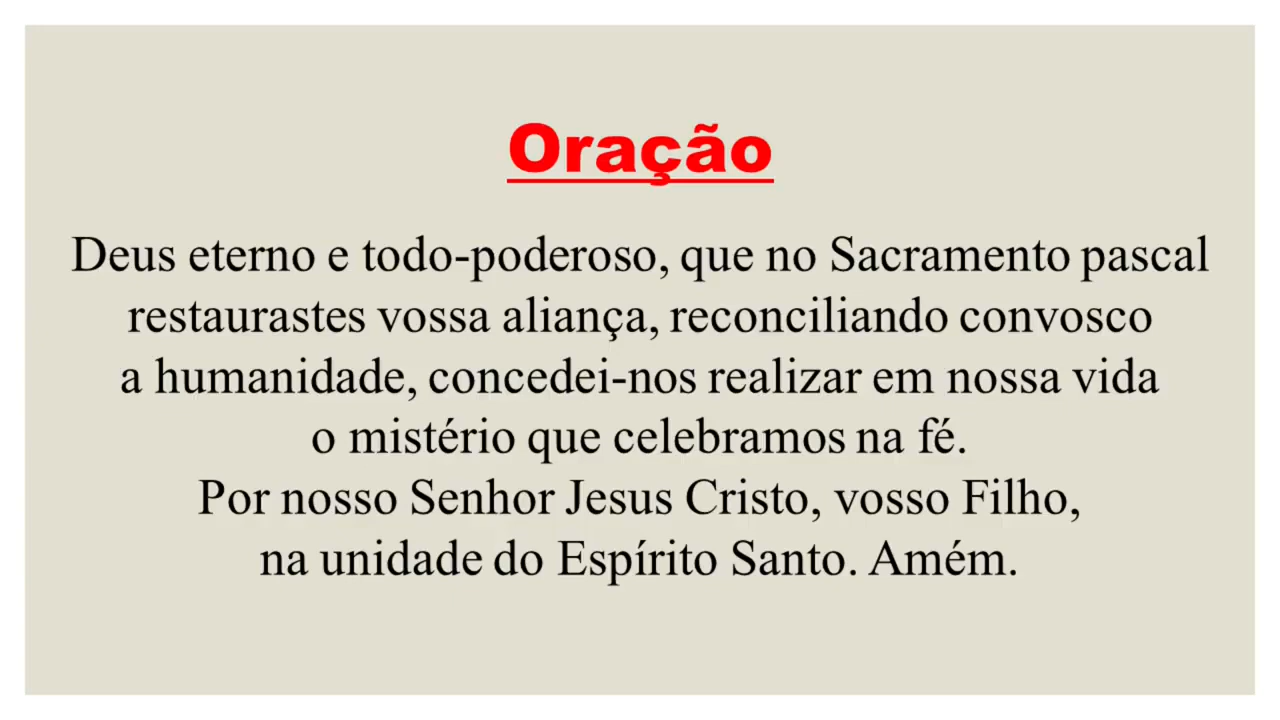 Oração
Deus eterno e todo-poderoso, que no Sacramento pascal
restaurastes vossa aliança, reconciliando convosco
a humanidade, concedei-nos realizar em nossa vida
o mistério que celebramos na fé.
Por nosso Senhor Jesus Cristo, vosso Filho,
na unidade do Espírito Santo. Amém.